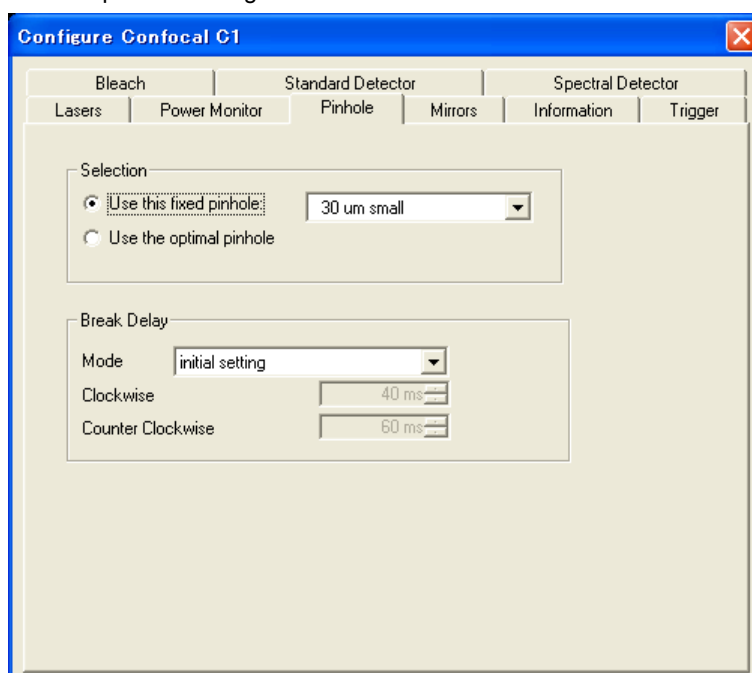 Configure Confocal C1
Bleach Standard Detector Spectral Detector
Lasers Power Monitor Pinhole Mirrors Information Trigger
Selection
Use this fixed pinhole: 30 um small
Use the optimal pinhole
Break Delay
Mode initial setting
Clockwise 40 ms
Counter Clockwise 60 ms